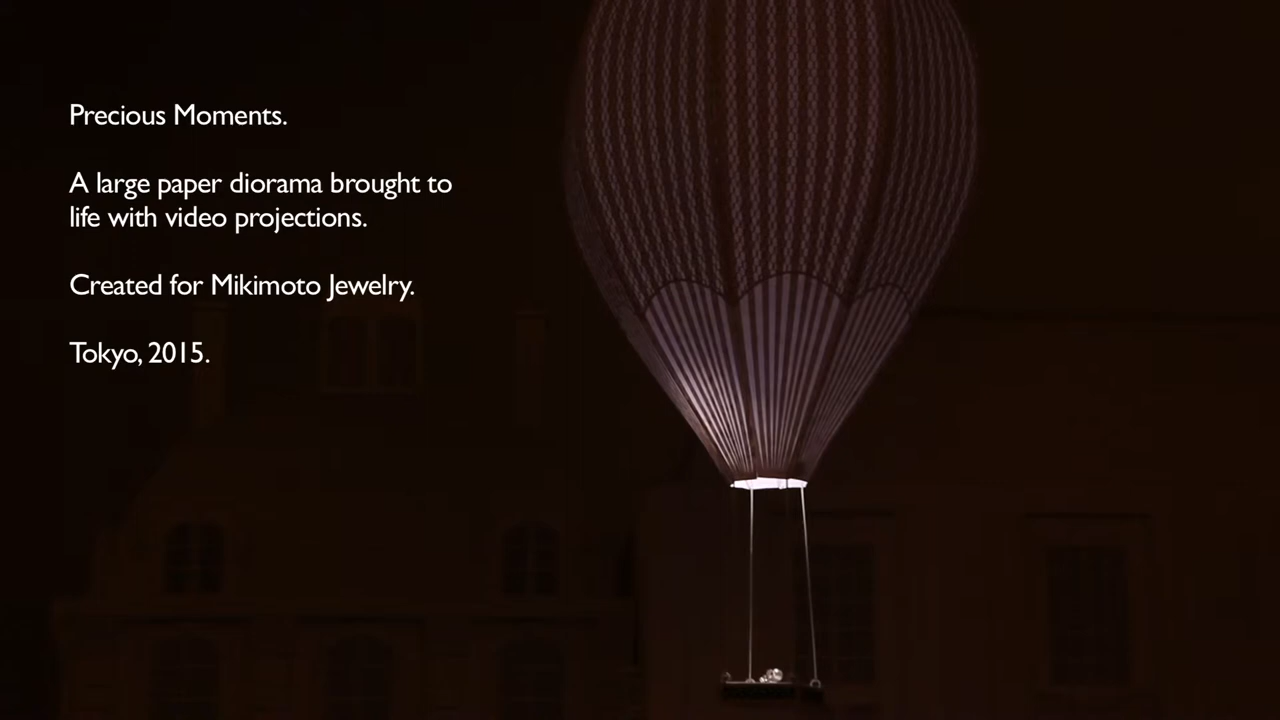 Precious Moments.
A large paper diorama brought to
life with video projections.
Created for Mikimoto Jewelry.
Tokyo, 2015.